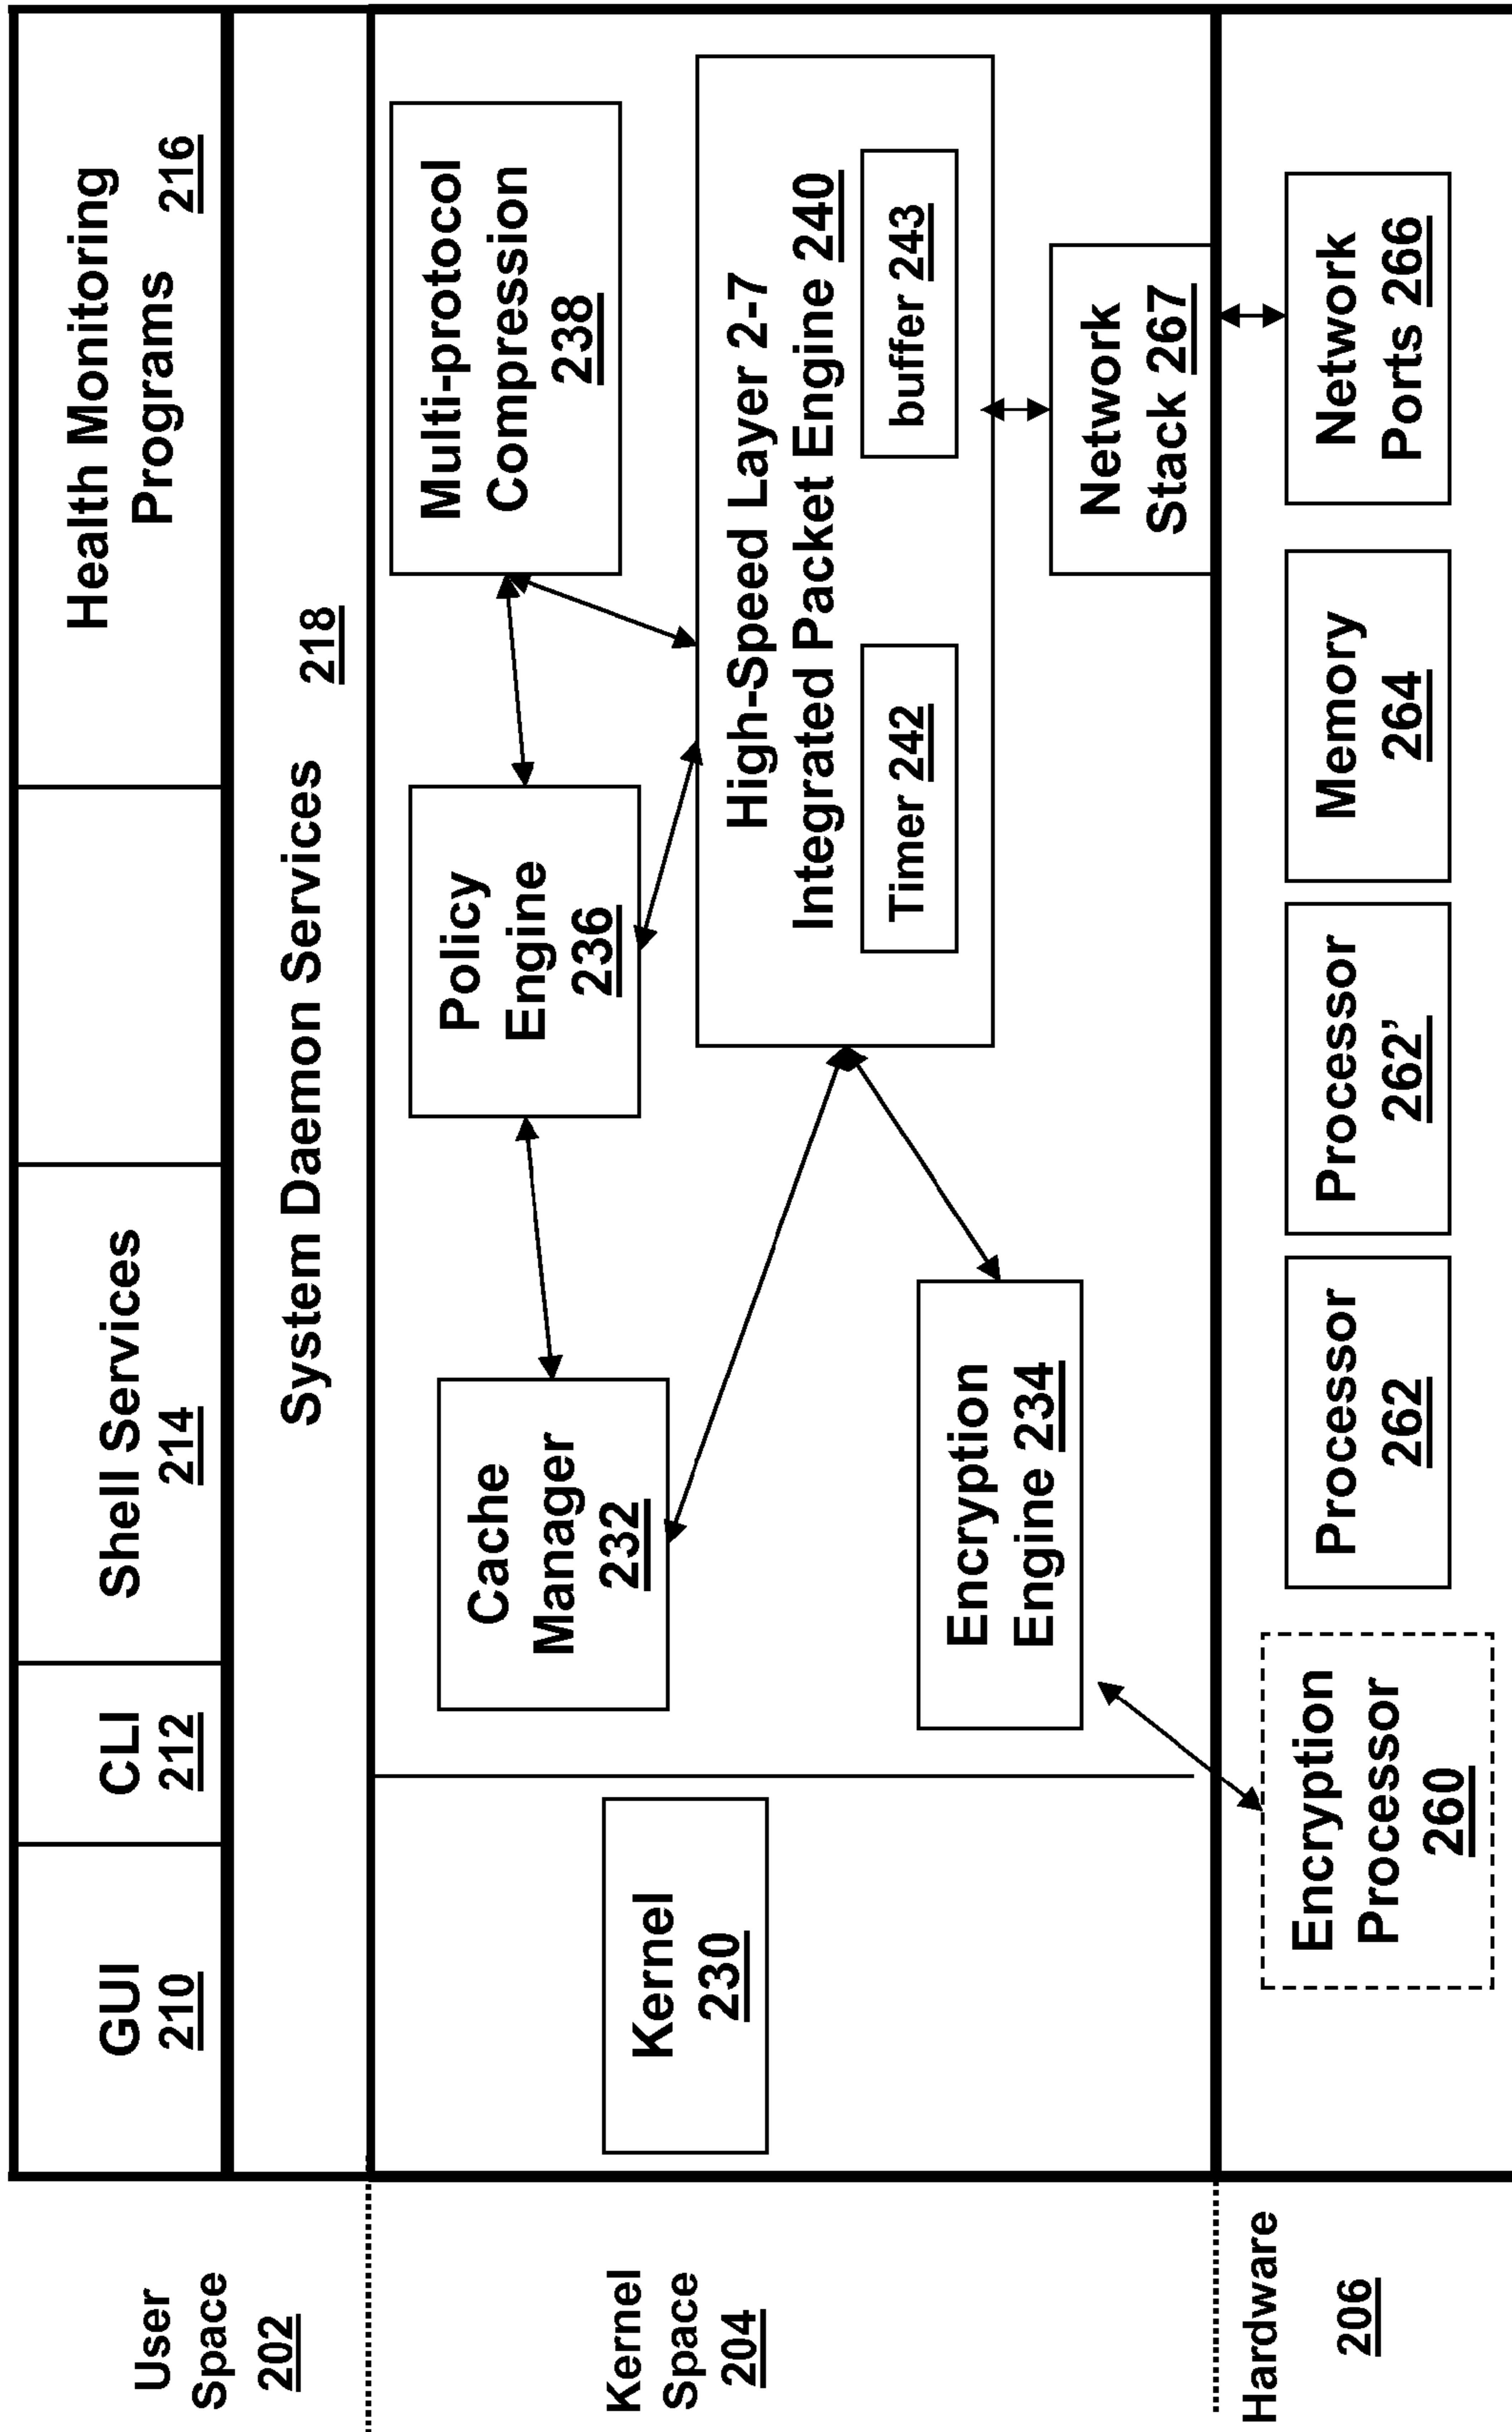 User
Space
202
GUI
210
CLI
212
Shell Services
214
Health Monitoring
Programs 216
System Daemon Services 218
Kernel
Space
204
Kernel
230
Cache
Manager
232
Policy
Engine
236
Multi-protocol
Compression
238
High-Speed Layer 2-7
Integrated Packet Engine 240
Timer 242
buffer 243
Encryption
Engine 234
Network
Stack 267
Hardware
206
Encryption
Processor
260
Processor
262
Processor
262’
Memory
264
Network
Ports 266